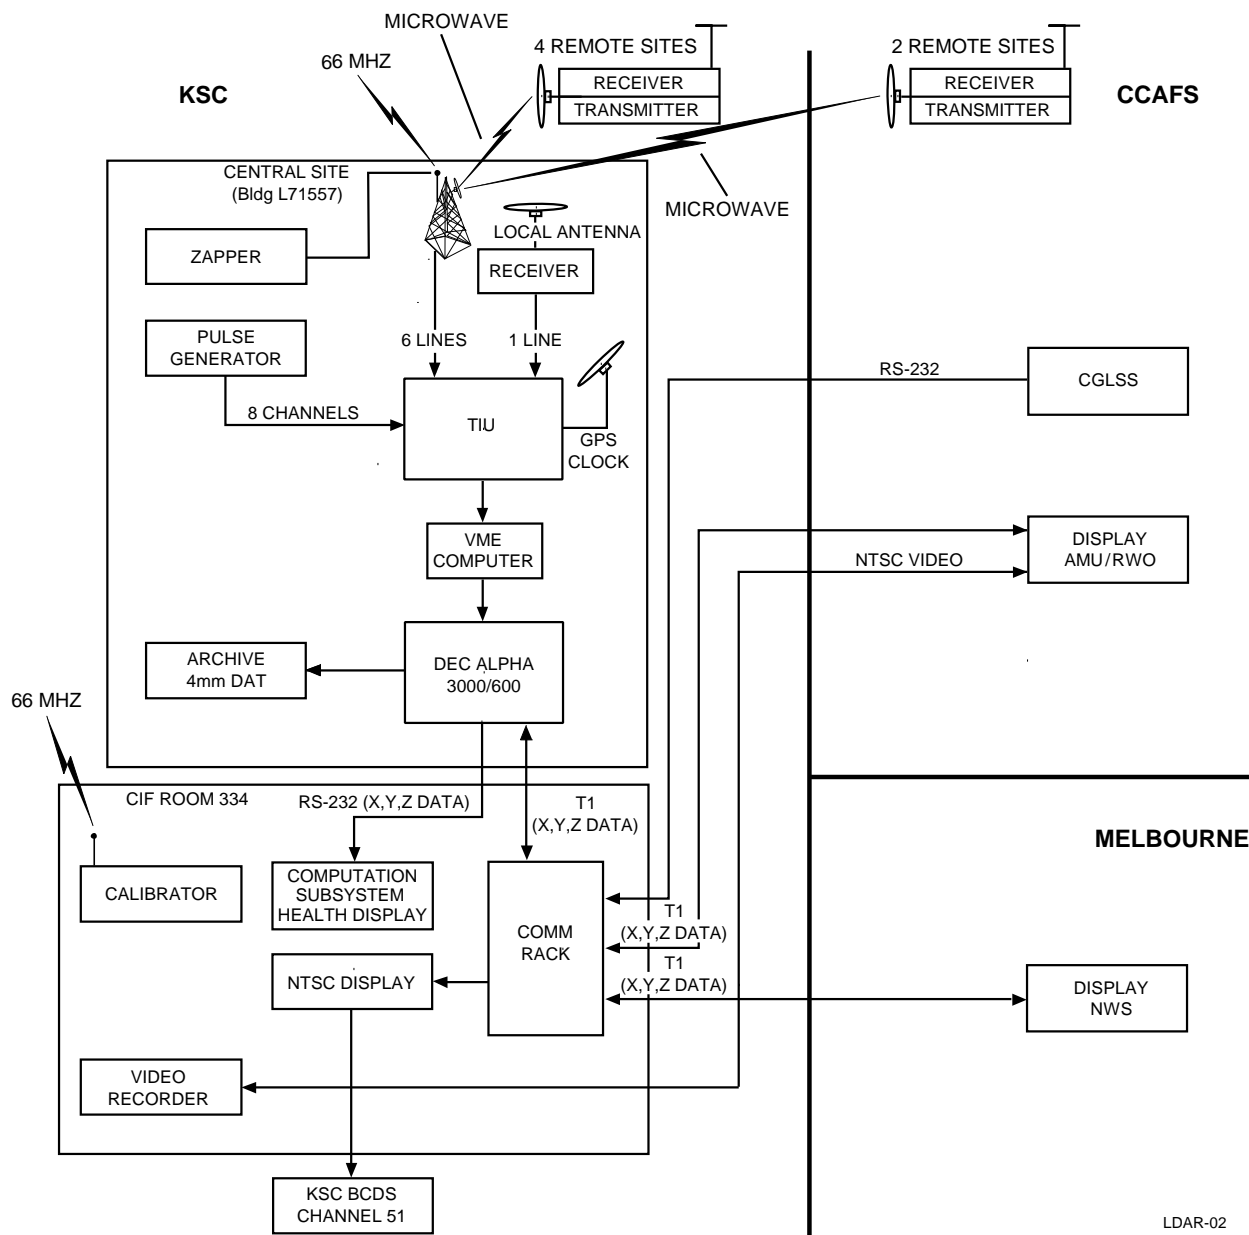 MICROWAVE
66 MHZ
4 REMOTE SITES
2 REMOTE SITES
KSC
RECEIVER
TRANSMITTER
RECEIVER
TRANSMITTER
CCAFS
CENTRAL SITE
(Bldg L71557)
MICROWAVE
LOCAL ANTENNA
ZAPPER
RECEIVER
PULSE
GENERATOR
6 LINES
1 LINE
RS-232
CGLSS
8 CHANNELS
TIU
GPS
CLOCK
VME
COMPUTER
DISPLAY
AMU/RWO
NTSC VIDEO
ARCHIVE
4mm DAT
DEC ALPHA
3000/600
66 MHZ
CIF ROOM 334
RS-232 (X,Y,Z DATA)
T1
(X,Y,Z DATA)
MELBOURNE
CALIBRATOR
COMPUTATION
SUBSYSTEM
HEALTH DISPLAY
COMM
RACK
T1
(X,Y,Z DATA)
T1
(X,Y,Z DATA)
NTSC DISPLAY
DISPLAY
NWS
VIDEO
RECORDER
KSC BCDS
CHANNEL 51
LDAR-02